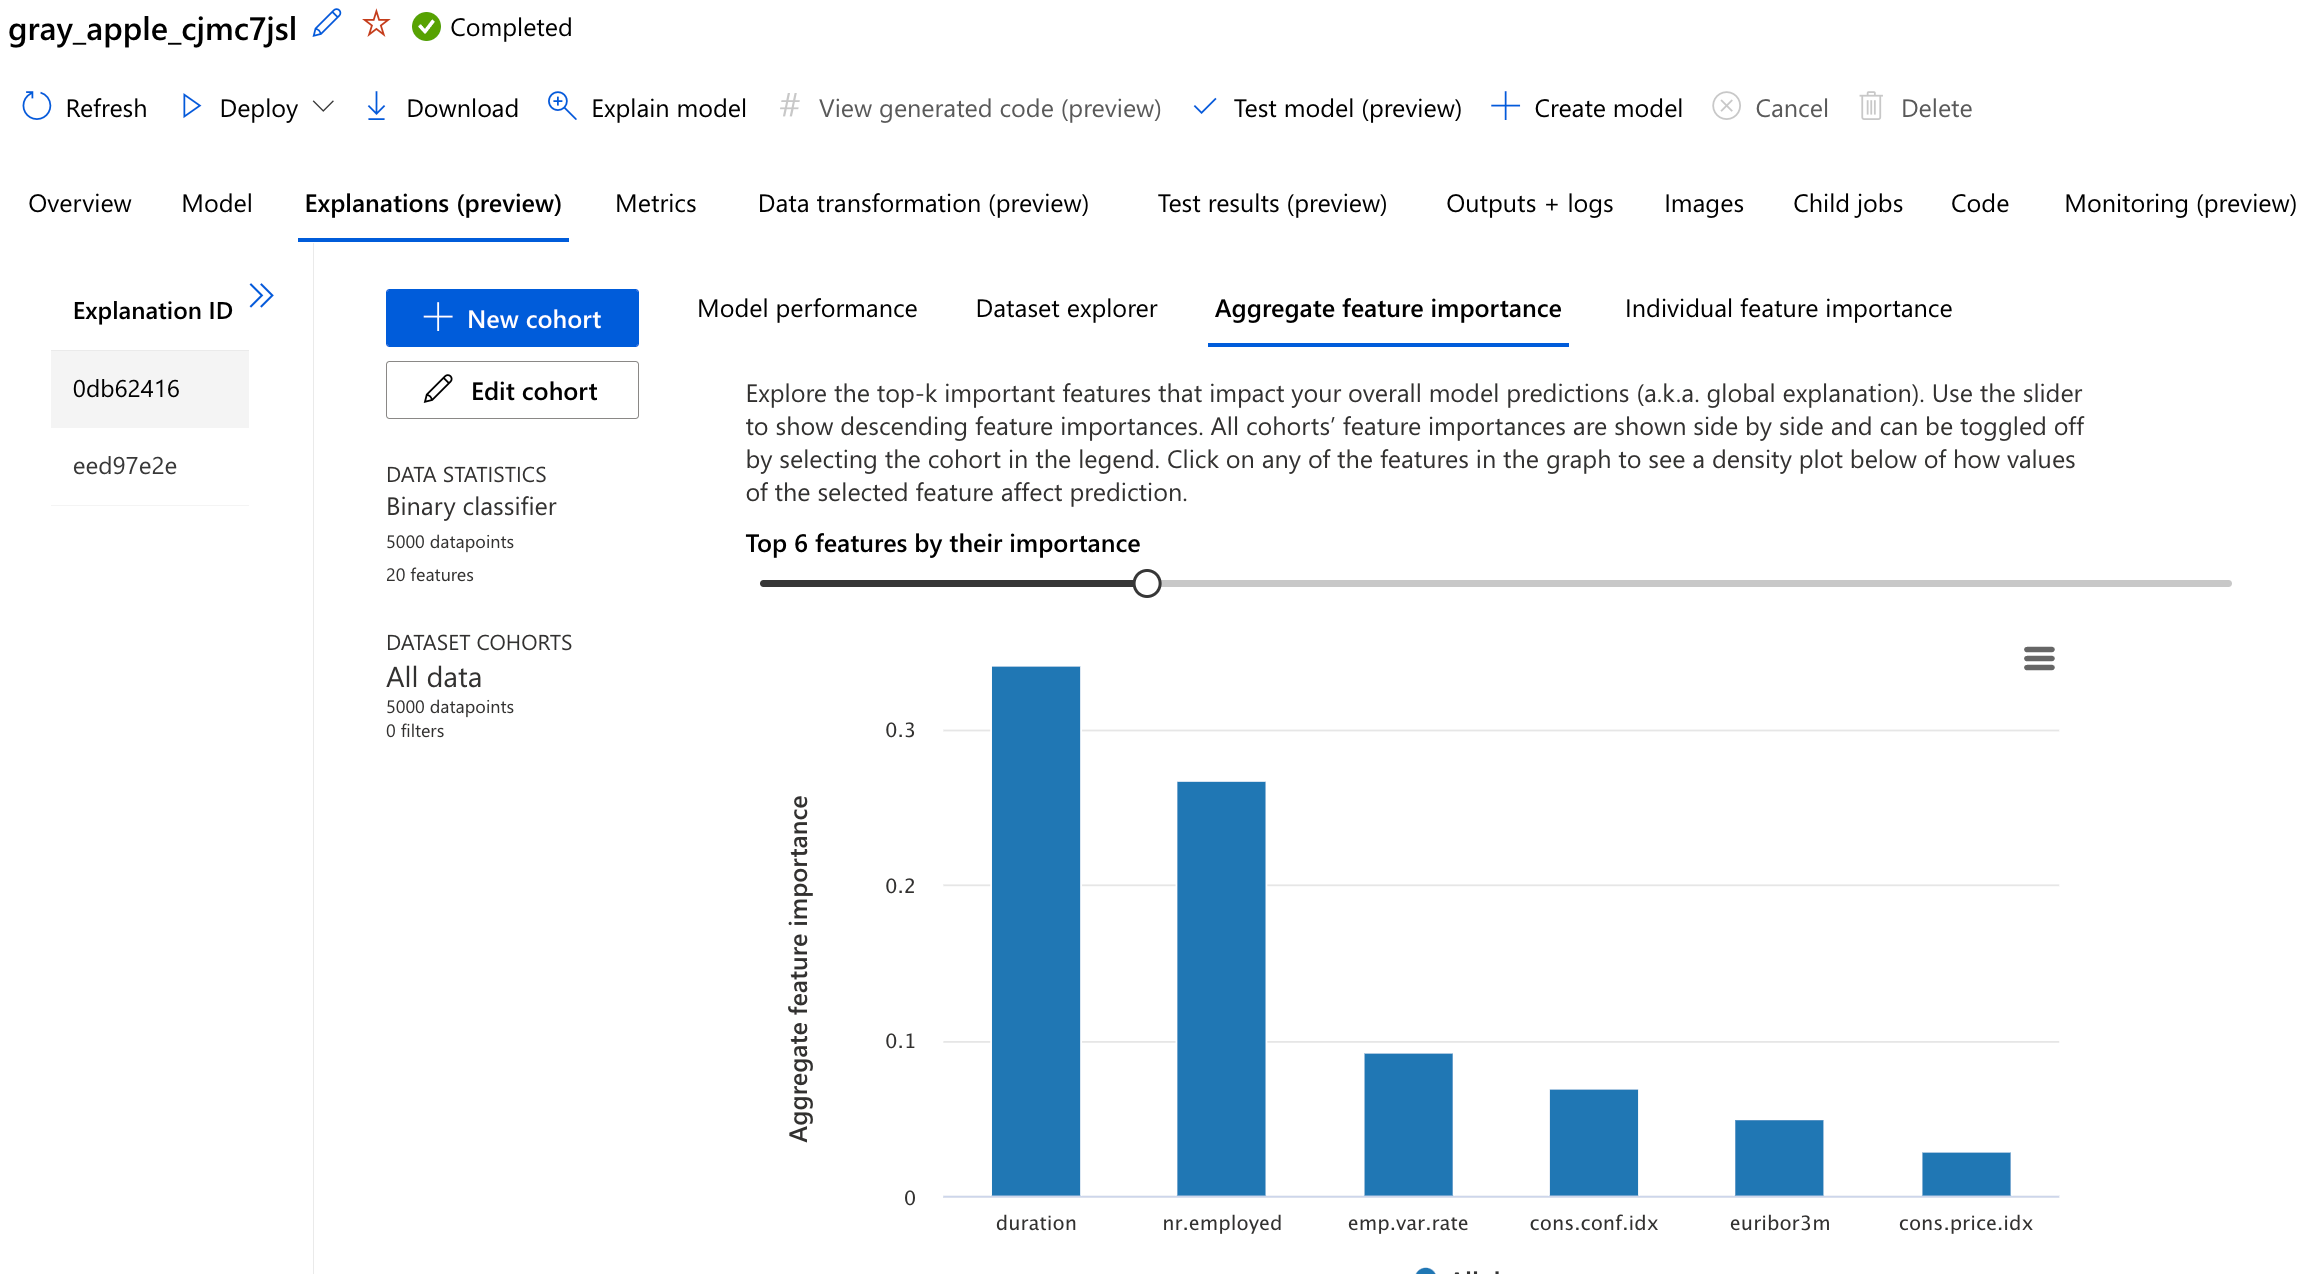 gray_apple_cjmc7jsl Completed
Refresh Deploy Download Explain model # View generated code (preview) Test model (preview) Create model Cancel Delete
Overview Model Explanations (preview) Metrics Data transformation (preview) Test results (preview) Outputs + logs Images Child jobs Code Monitoring (preview)
Explanation ID
0db62416
eed97e2e
New cohort
Edit cohort
DATA STATISTICS
Binary classifier
5000 datapoints
20 features
DATASET COHORTS
All data
5000 datapoints
0 filters
Model performance Dataset explorer Aggregate feature importance Individual feature importance
Explore the top-k important features that impact your overall model predictions (a.k.a. global explanation). Use the slider
to show descending feature importances. All cohorts’ feature importances are shown side by side and can be toggled off
by selecting the cohort in the legend. Click on any of the features in the graph to see a density plot below of how values
of the selected feature affect prediction.
Top 6 features by their importance
Aggregate feature importance
0.3
0.2
0.1
0
duration nr.employed emp.var.rate cons.conf.idx euribor3m cons.price.idx